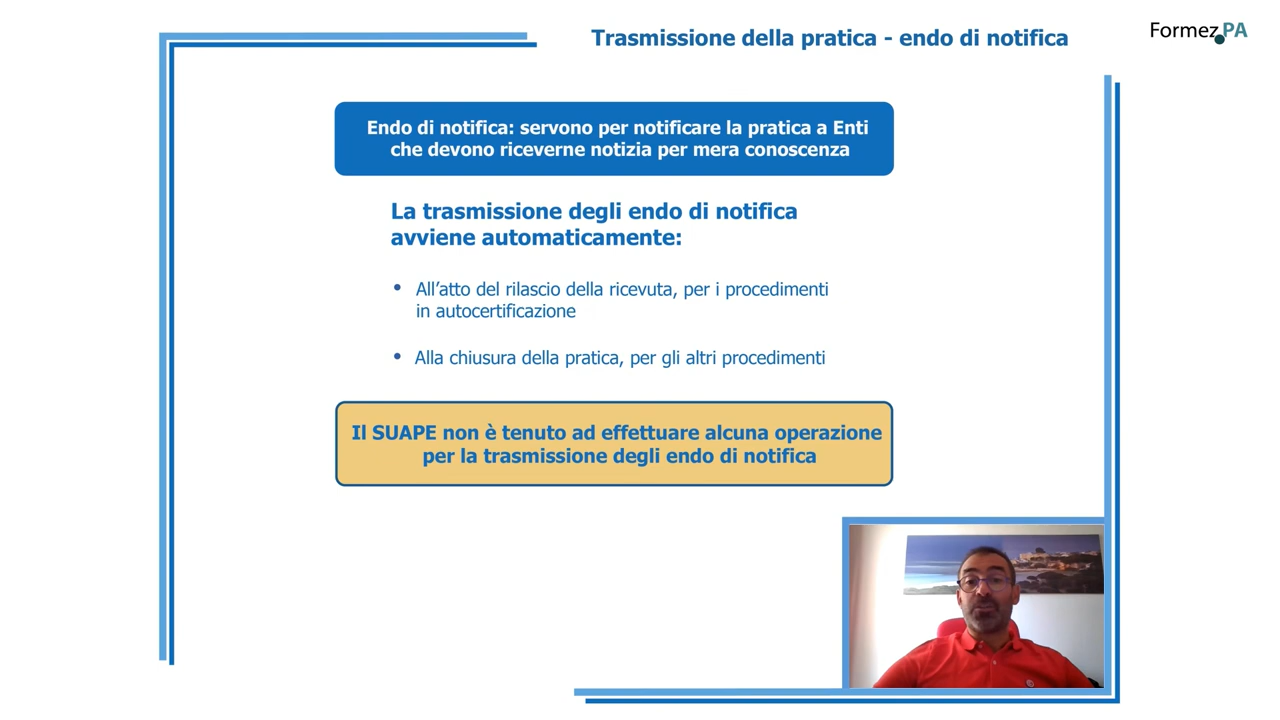 Trasmissione della pratica - endo di notifica
Formez PA
Endo di notifica: servono per notificare la pratica a Enti
che devono riceverne notizia per mera conoscenza
La trasmissione degli endo di notifica
avviene automaticamente:
• All’atto del rilascio della ricevuta, per i procedimenti
in autocertificazione
• Alla chiusura della pratica, per gli altri procedimenti
Il SUAPE non è tenuto ad effettuare alcuna operazione
per la trasmissione degli endo di notifica